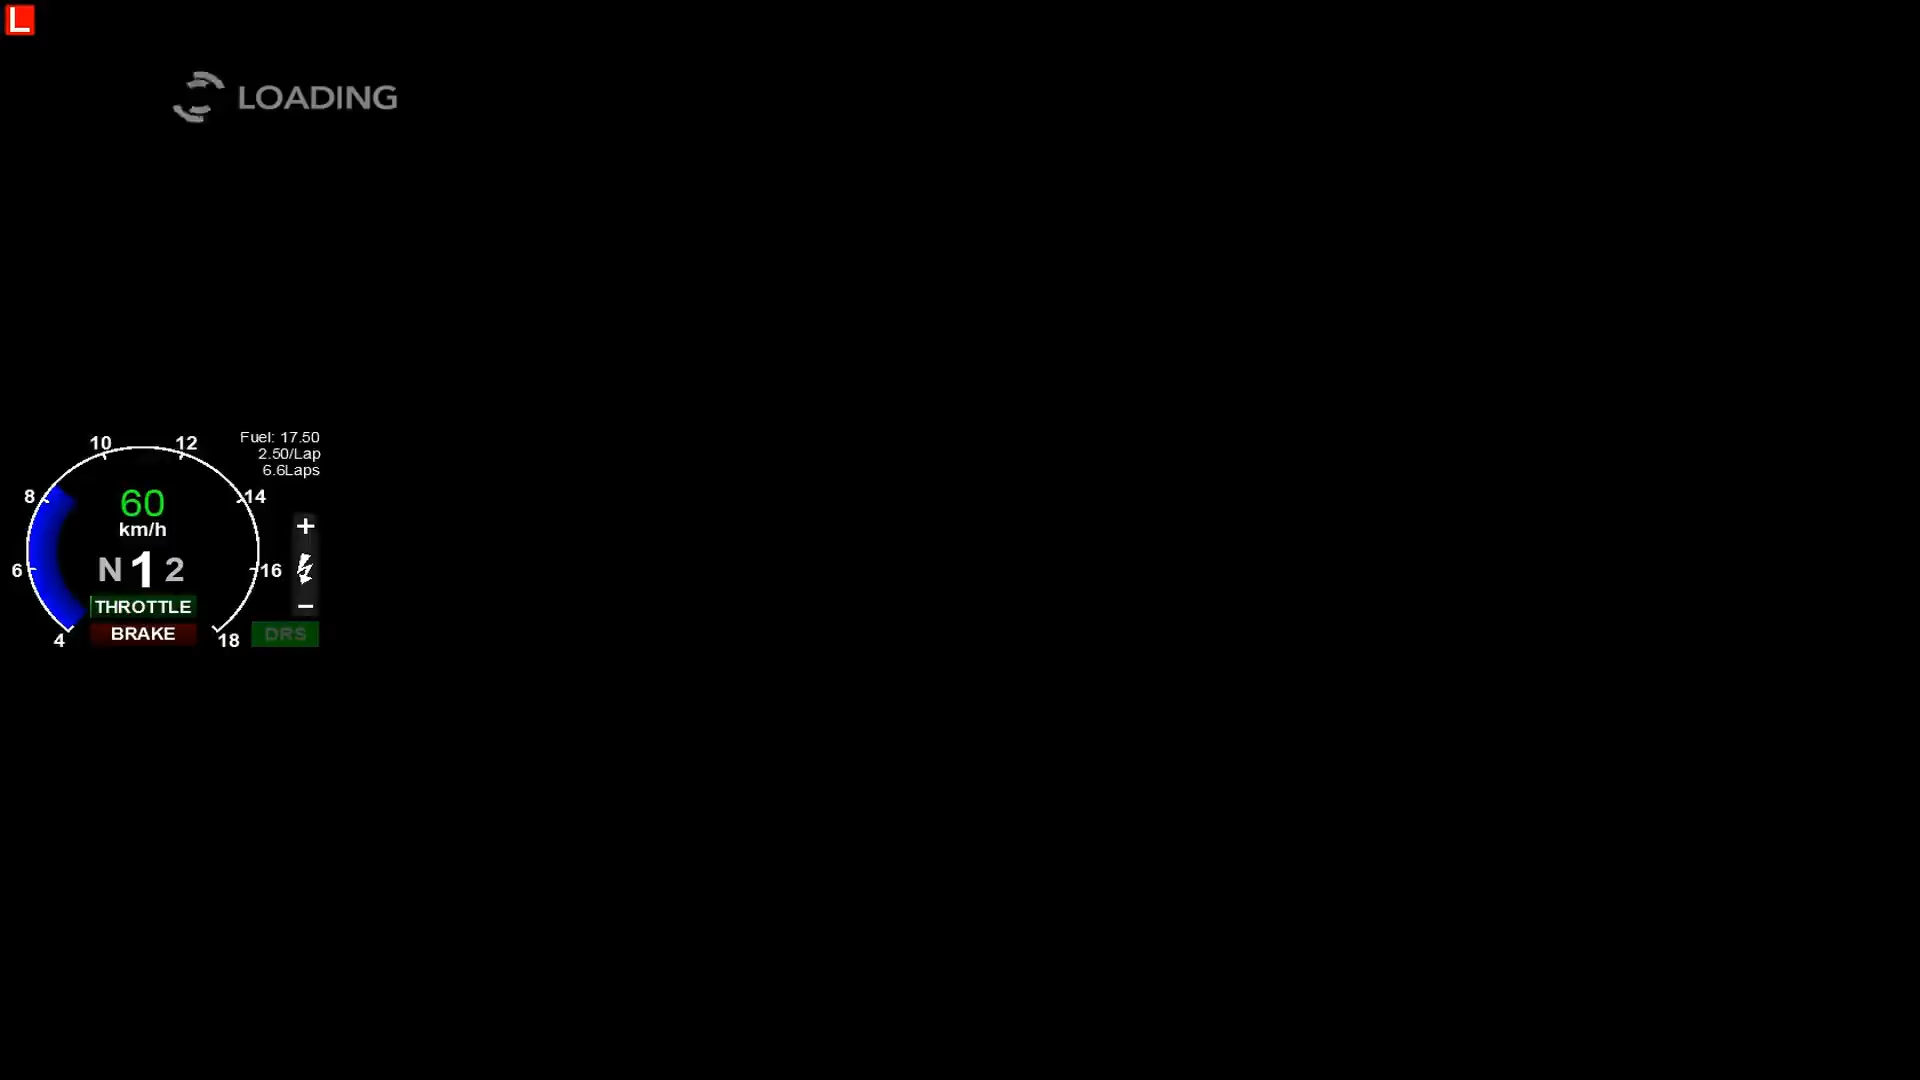 L
LOADING
Fuel: 17.50
2.50/Lap
6.6Laps
10 12
8 14
60
km/h
+
N 1 2
6 16
THROTTLE
−
BRAKE
4 18
DRS